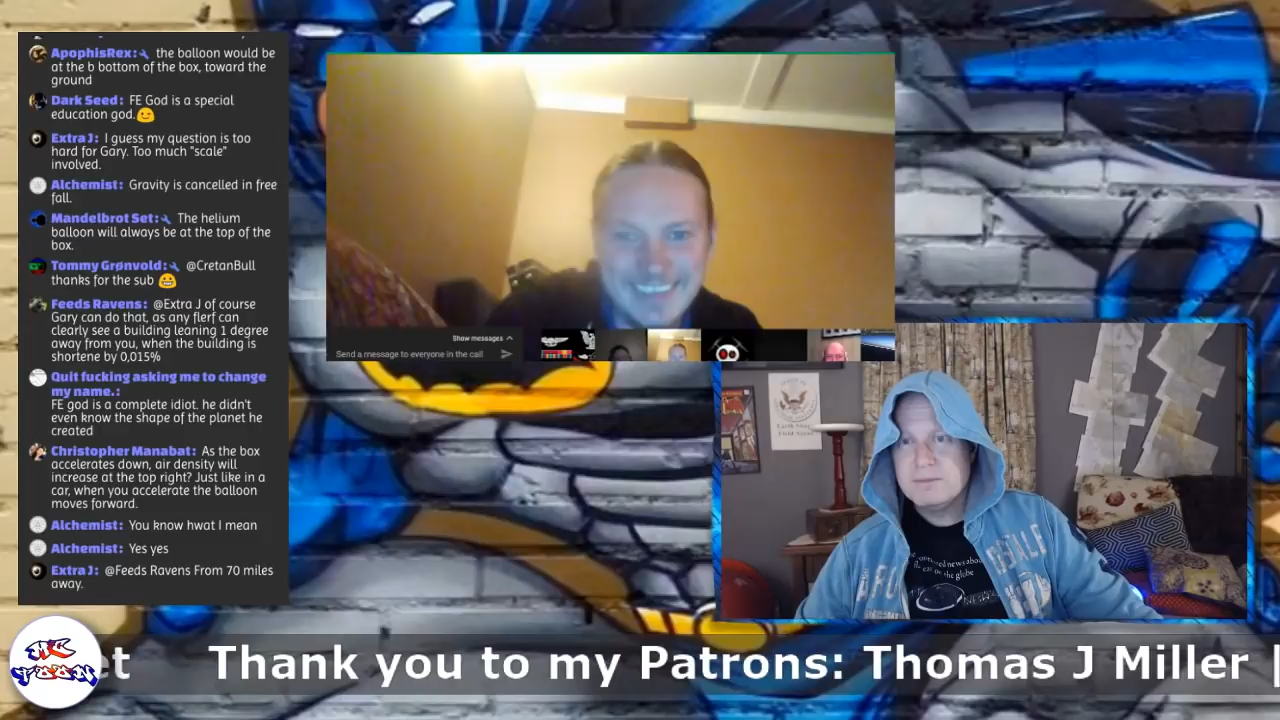 ApophisRex: the balloon would be
at the b bottom of the box, toward the
ground
Dark Seed: FE God is a special
education god.
Extra J: I guess my question is too
hard for Gary. Too much "scale"
involved.
Alchemist: Gravity is cancelled in free
fall.
Mandelbrot Set: The helium
balloon will always be at the top of the
box.
Tommy Grønvold: @CretanBull
thanks for the sub
Feeds Ravens: @Extra J of course
Gary can do that, as any flerf can
clearly see a building leaning 1 degree
away from you, when the building is
shortene by 0,015%
Quit fucking asking me to change
my name.:
FE god is a complete idiot. he didn't
even know the shape of the planet he
created
Christopher Manabat: As the box
accelerates down, air density will
increase at the top right? Just like in a
car, when you accelerate the balloon
moves forward.
Alchemist: You know hwat I mean
Alchemist: Yes yes
Extra J: @Feeds Ravens From 70 miles
away.
Show messages
Send a message to everyone in the call
the globe
MC
TOON
et Thank you to my Patrons: Thomas J Miller |